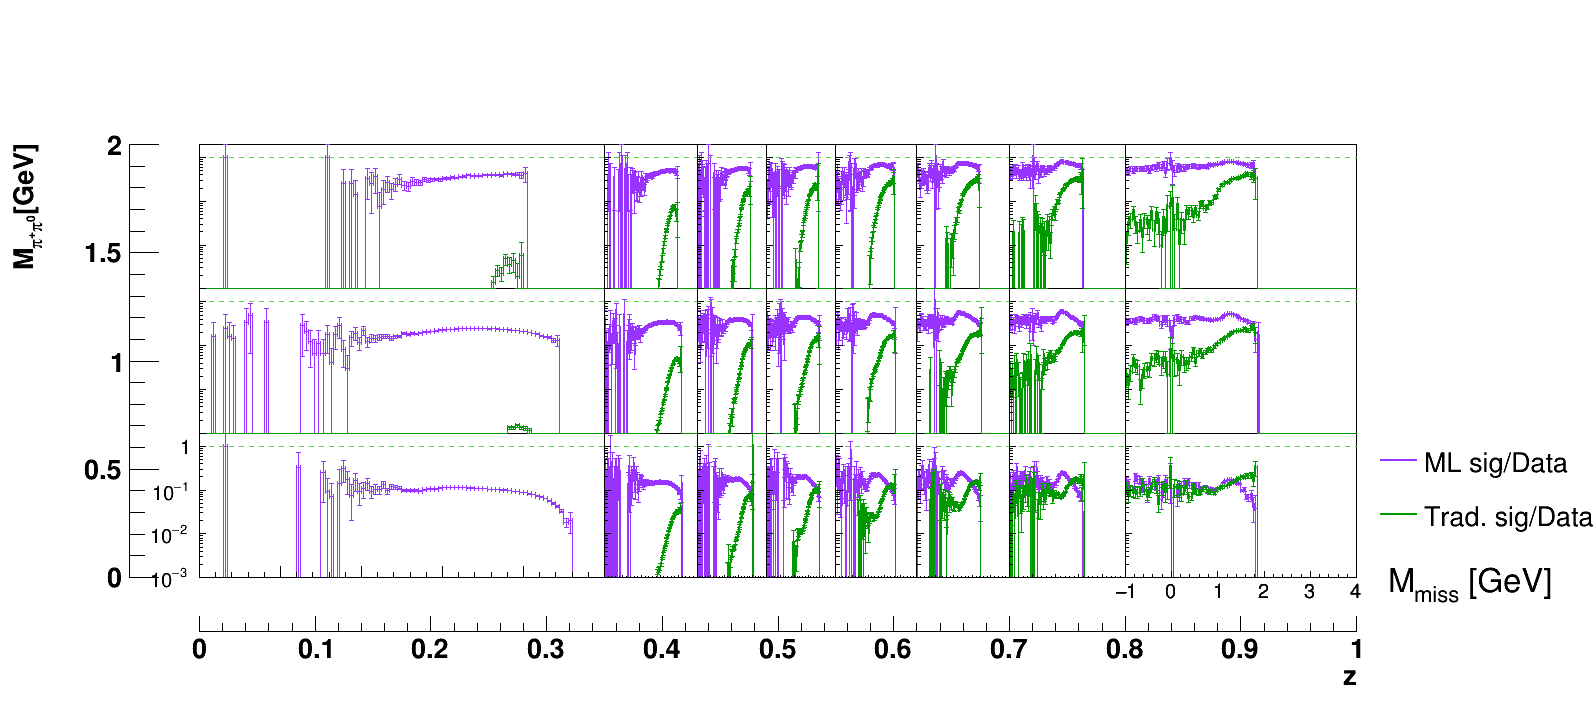 M_{π⁺π⁰}[GeV]
2
1.5
1
0.5
0
1
10⁻¹
10⁻²
10⁻³
−1 0 1 2 3 4
M_{miss} [GeV]
ML sig/Data
Trad. sig/Data
0 0.1 0.2 0.3 0.4 0.5 0.6 0.7 0.8 0.9 1
z